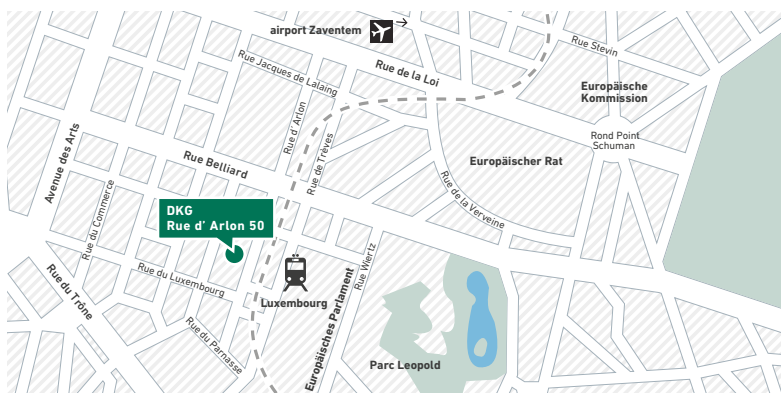 airport Zaventem
Rue Stevin
Rue de la Loi
Rue Jacques de Lalaing
Europäische
Kommission
Rue d' Arlon
Rond Point
Schuman
Rue de Trèves
Avenue des Arts
Rue Belliard
Europäischer Rat
Rue de la Verveine
Rue du Commerce
DKG
Rue d' Arlon 50
Rue du Luxembourg
Rue Wiertz
Rue du Trône
Luxembourg
Europäisches Parlament
Rue du Parnasse
Parc Leopold